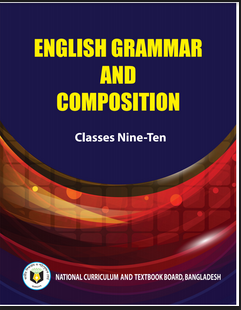 ENGLISH GRAMMAR
AND
COMPOSITION
Classes Nine-Ten
NATIONAL CURRICULUM AND TEXTBOOK BOARD, BANGLADESH